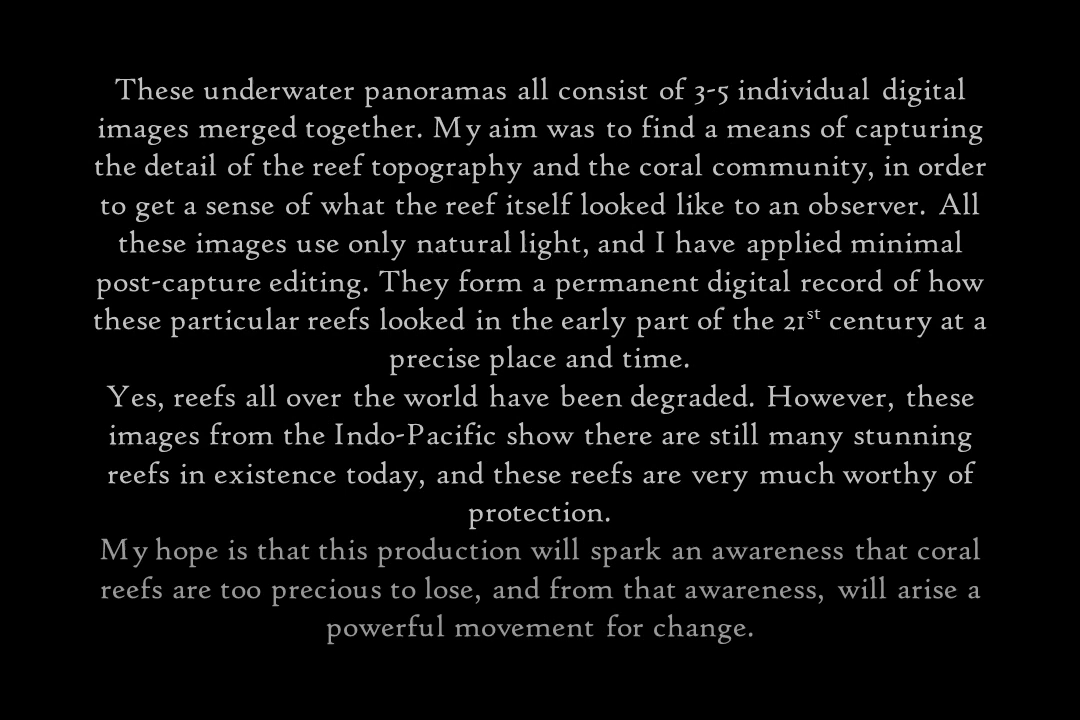 These underwater panoramas all consist of 3-5 individual digital
images merged together. My aim was to find a means of capturing
the detail of the reef topography and the coral community, in order
to get a sense of what the reef itself looked like to an observer. All
these images use only natural light, and I have applied minimal
post-capture editing. They form a permanent digital record of how
these particular reefs looked in the early part of the 21st century at a
precise place and time.
Yes, reefs all over the world have been degraded. However, these
images from the Indo-Pacific show there are still many stunning
reefs in existence today, and these reefs are very much worthy of
protection.
My hope is that this production will spark an awareness that coral
reefs are too precious to lose, and from that awareness, will arise a
powerful movement for change.